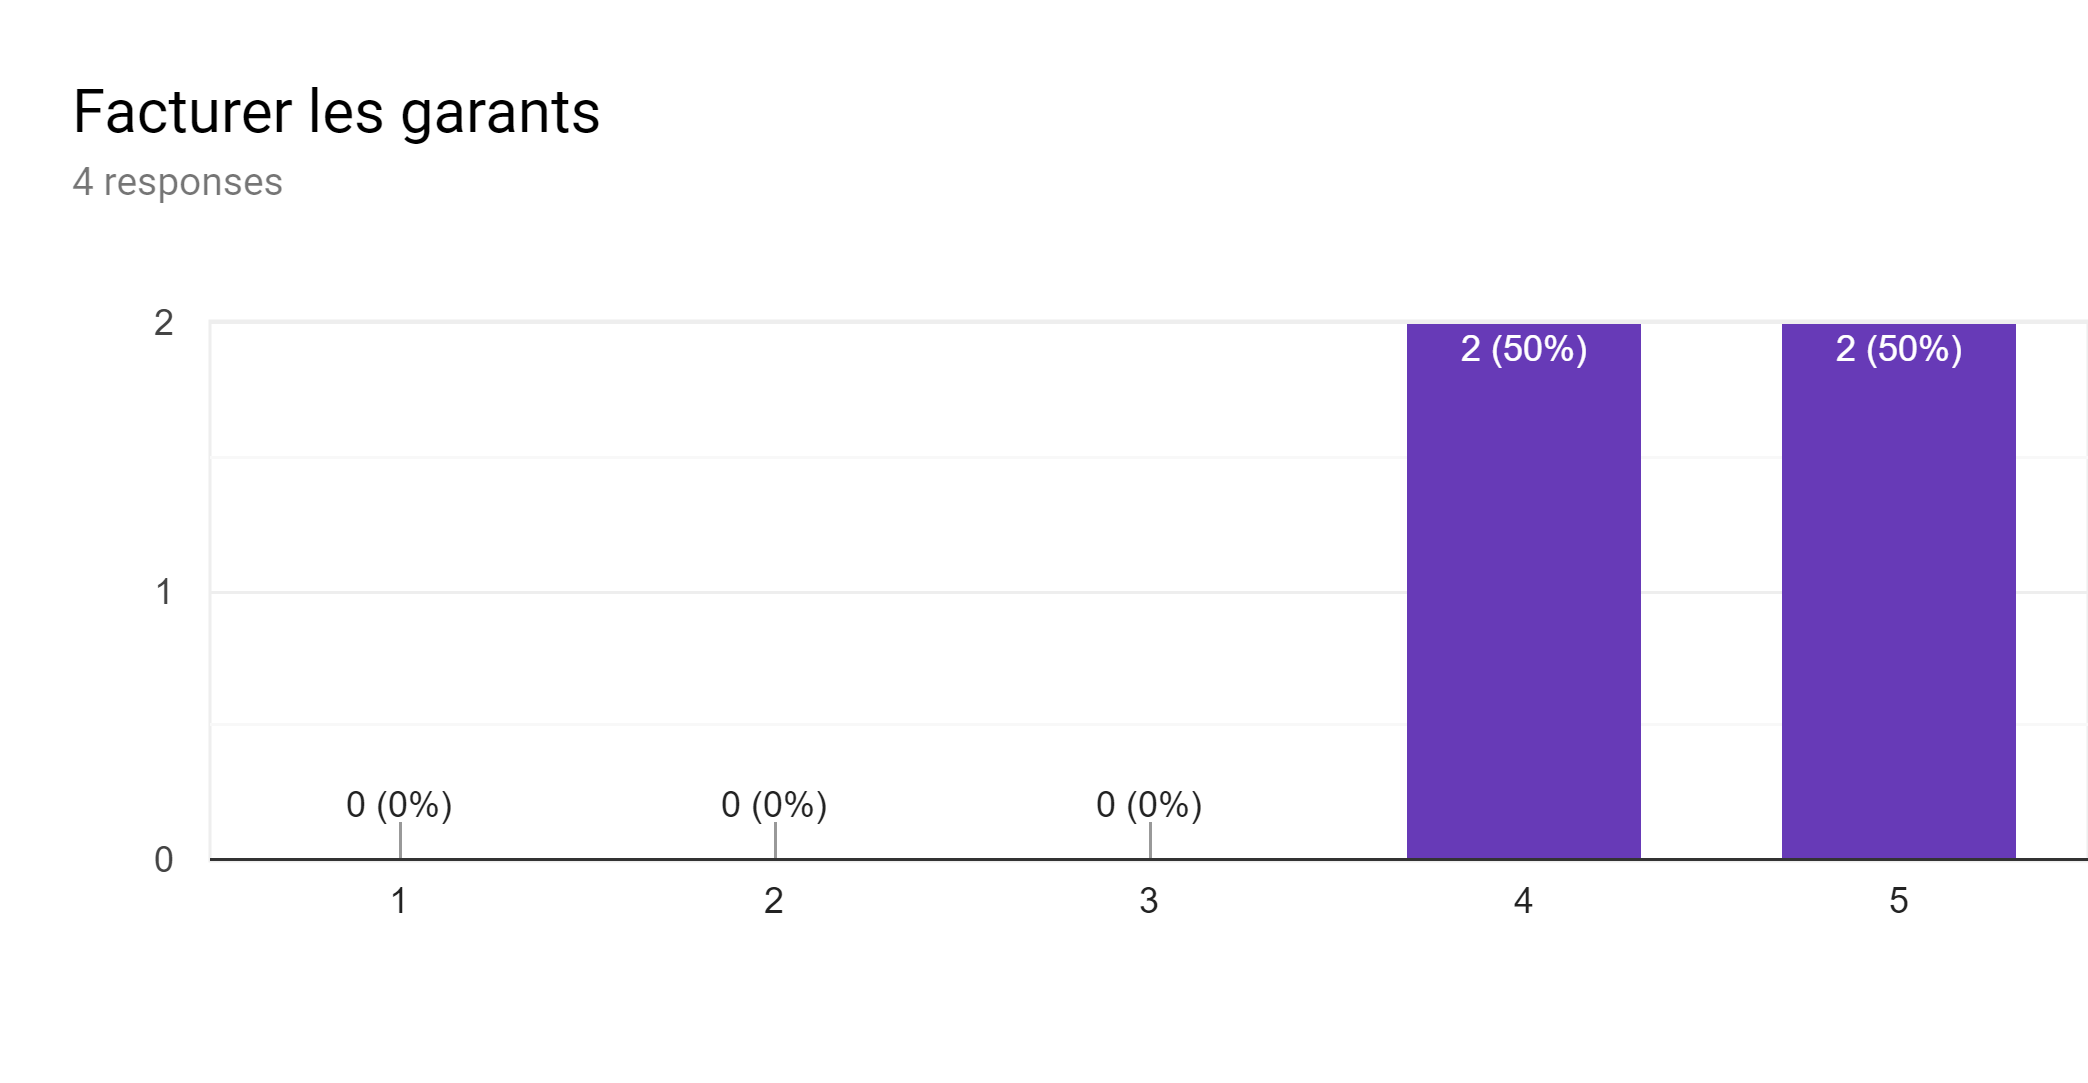 Facturer les garants
4 responses
2
2 (50%) 2 (50%)
1
0 (0%) 0 (0%) 0 (0%)
0
1 2 3 4 5